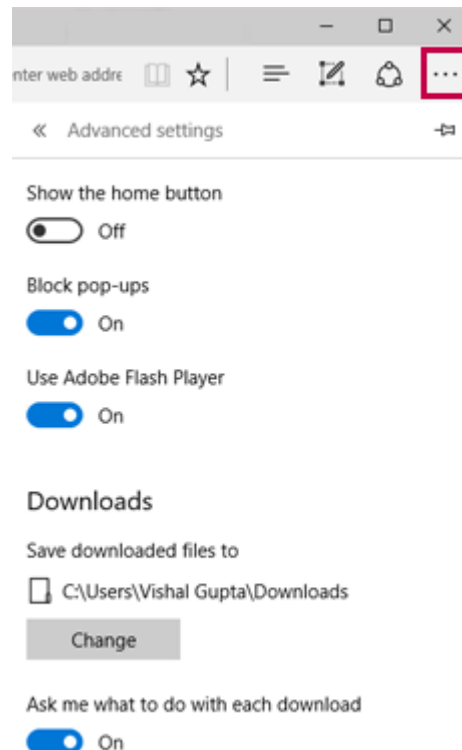 nter web addre
Advanced settings
Show the home button
Off
Block pop-ups
On
Use Adobe Flash Player
On
Downloads
Save downloaded files to
C:\Users\Vishal Gupta\Downloads
Change
Ask me what to do with each download
On